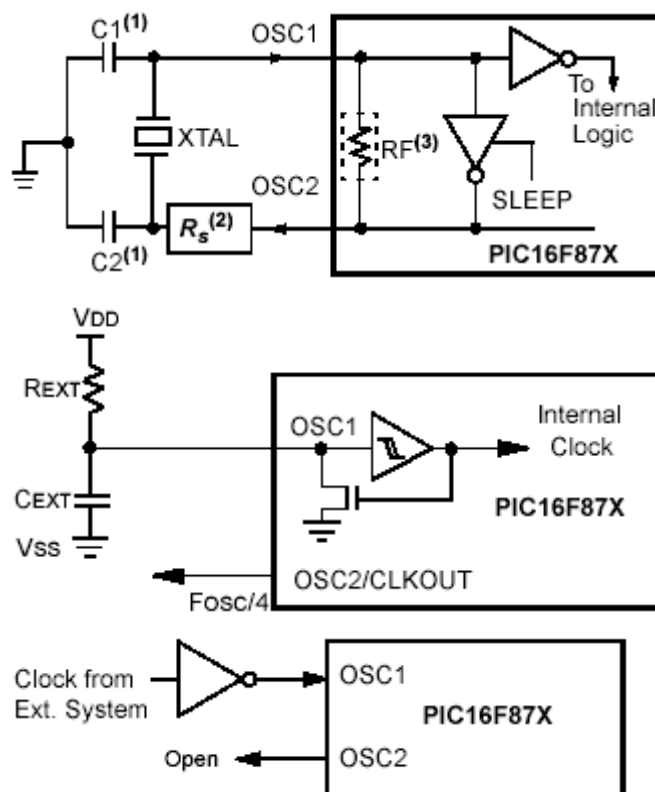 C1(1)
OSC1
To
Internal
Logic
XTAL
RF(3)
OSC2
SLEEP
Rs(2)
C2(1)
PIC16F87X
VDD
REXT
OSC1
Internal
Clock
CEXT
PIC16F87X
VSS
OSC2/CLKOUT
FOSC/4
Clock from
Ext. System
OSC1
PIC16F87X
Open
OSC2